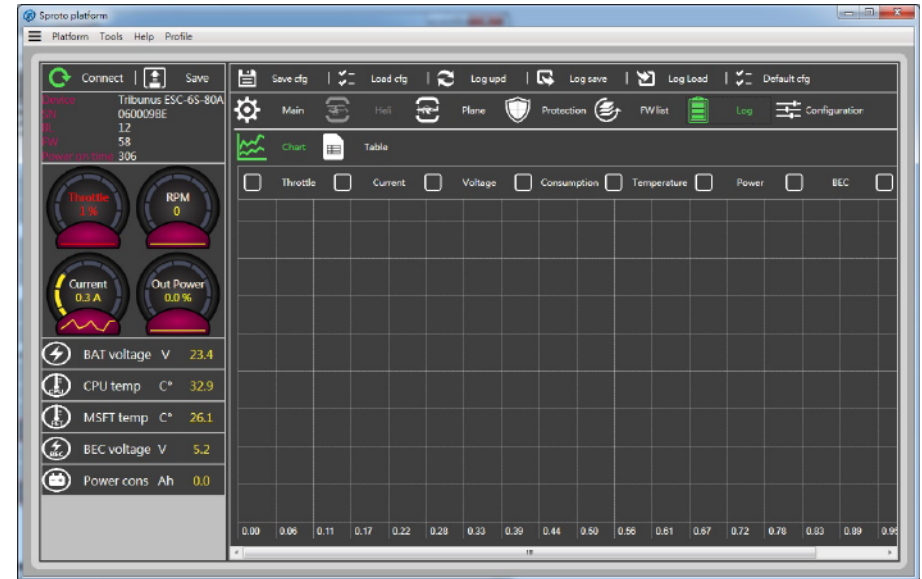 Sproto platform
Platform Tools Help Profile
Connect Save
Save cfg Load cfg Log upd Log save Log Load Default cfg
Device Tribunus ESC-6S-80A
SN 060009BE
BL 12
FW 58
Power on time 306
Main Heli Plane Protection FW list Log Configuration
Chart Table
Throttle Current Voltage Consumption Temperature Power BEC
Throttle
1 %
RPM
0
Current
0.3 A
Out Power
0.0 %
BAT voltage V 23.4
CPU temp C° 32.9
MSFT temp C° 26.1
BEC voltage V 5.2
Power cons Ah 0.0
0.00 0.06 0.11 0.17 0.22 0.28 0.33 0.39 0.44 0.50 0.56 0.61 0.67 0.72 0.78 0.83 0.89